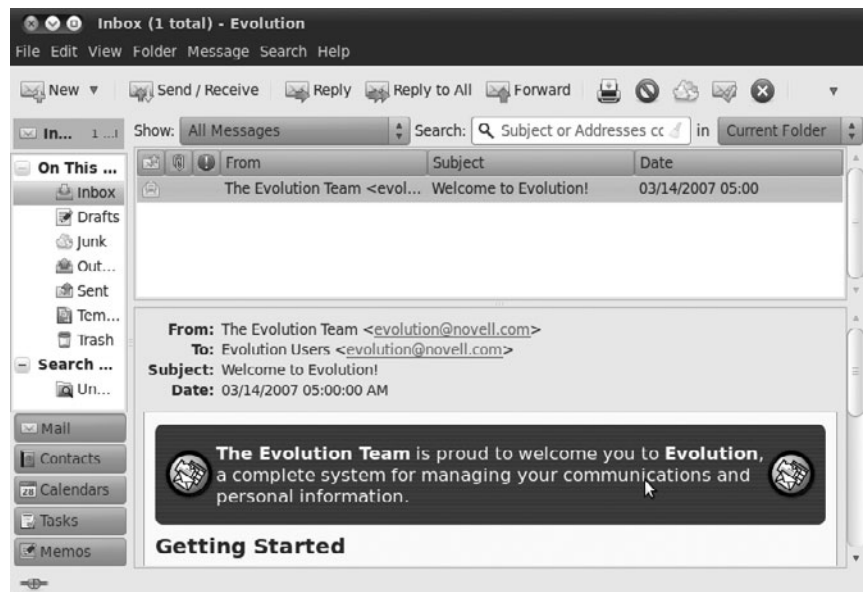 Inbox (1 total) - Evolution
File Edit View Folder Message Search Help
New Send / Receive Reply Reply to All Forward
In... 1 ...l Show: All Messages Search: Subject or Addresses cc in Current Folder
On This ...
Inbox
Drafts
Junk
Out...
Sent
Tem...
Trash
Search ...
Un...
Mail
Contacts
28 Calendars
Tasks
Memos
From Subject Date
The Evolution Team <evol... Welcome to Evolution! 03/14/2007 05:00
From: The Evolution Team <evolution@novell.com>
To: Evolution Users <evolution@novell.com>
Subject: Welcome to Evolution!
Date: 03/14/2007 05:00:00 AM
The Evolution Team is proud to welcome you to Evolution,
a complete system for managing your communications and
personal information.
Getting Started